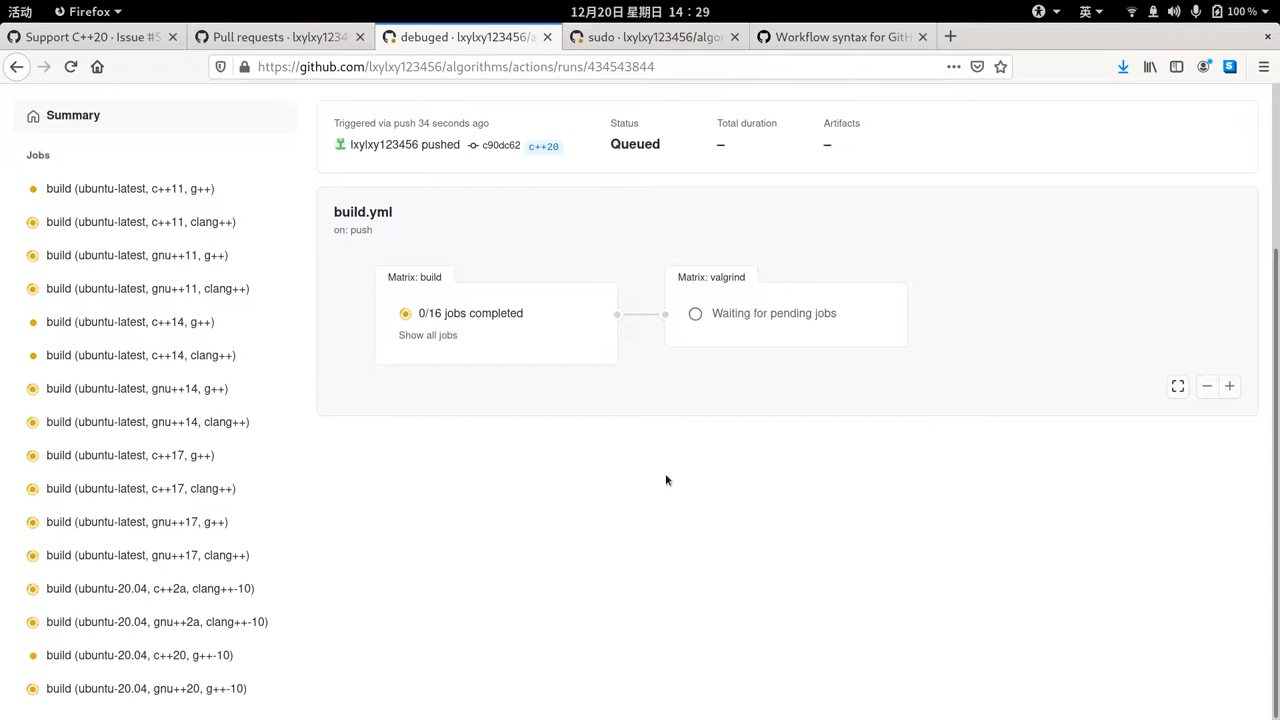 活动
Firefox
12月20日 星期日 14：29
英
100 %
Support C++20 · Issue #5
Pull requests · lxylxy1234
debuged · lxylxy123456/a
sudo · lxylxy123456/algor
Workflow syntax for GitH
https://github.com/lxylxy123456/algorithms/actions/runs/434543844
Summary
Jobs
build (ubuntu-latest, c++11, g++)
build (ubuntu-latest, c++11, clang++)
build (ubuntu-latest, gnu++11, g++)
build (ubuntu-latest, gnu++11, clang++)
build (ubuntu-latest, c++14, g++)
build (ubuntu-latest, c++14, clang++)
build (ubuntu-latest, gnu++14, g++)
build (ubuntu-latest, gnu++14, clang++)
build (ubuntu-latest, c++17, g++)
build (ubuntu-latest, c++17, clang++)
build (ubuntu-latest, gnu++17, g++)
build (ubuntu-latest, gnu++17, clang++)
build (ubuntu-20.04, c++2a, clang++-10)
build (ubuntu-20.04, gnu++2a, clang++-10)
build (ubuntu-20.04, c++20, g++-10)
build (ubuntu-20.04, gnu++20, g++-10)
Triggered via push 34 seconds ago
lxylxy123456 pushed c90dc62 c++20
Status
Queued
Total duration
–
Artifacts
–
build.yml
on: push
Matrix: build
0/16 jobs completed
Show all jobs
Matrix: valgrind
Waiting for pending jobs